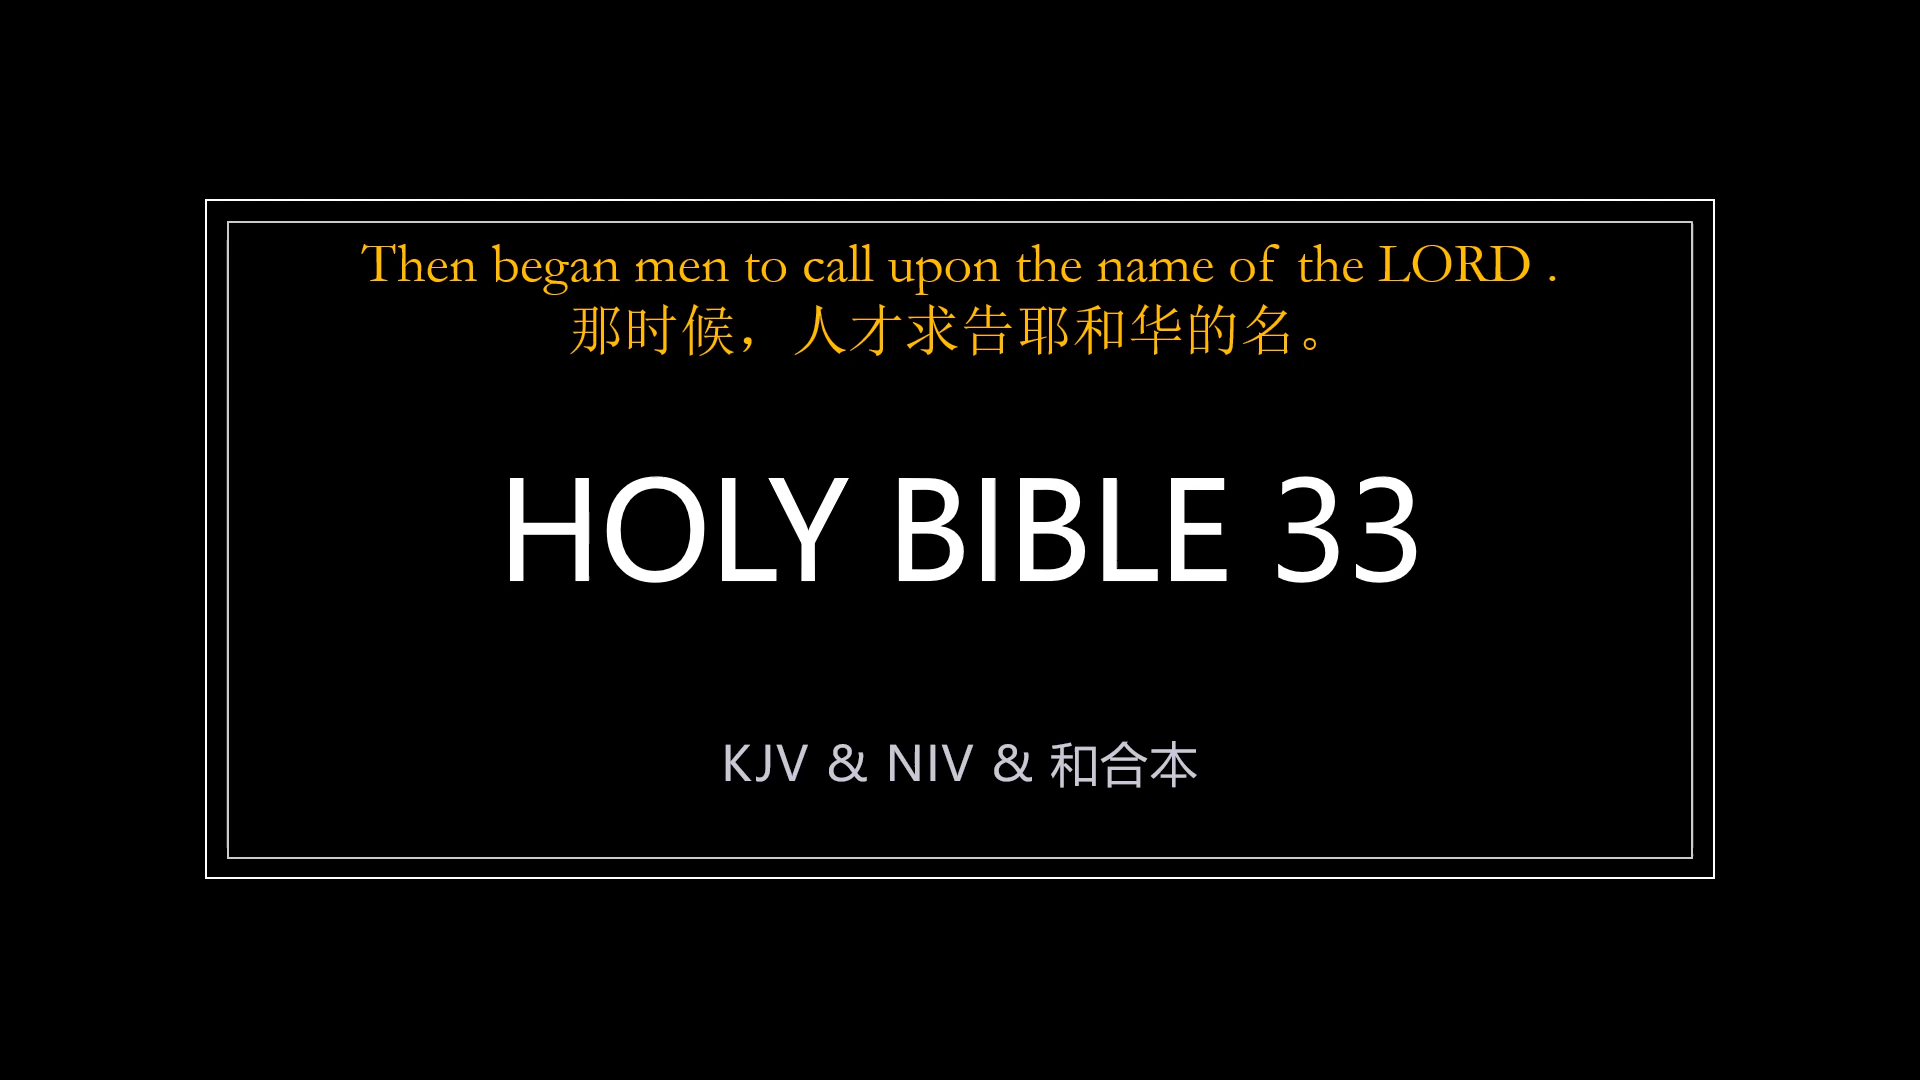 Then began men to call upon the name of the LORD .
那时候，人才求告耶和华的名。
HOLY BIBLE 33
KJV & NIV & 和合本